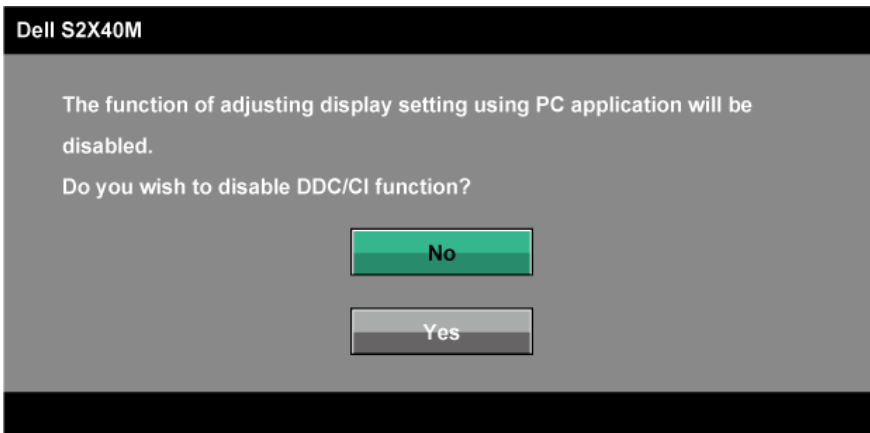 Dell S2X40M
The function of adjusting display setting using PC application will be
disabled.
Do you wish to disable DDC/CI function?
No
Yes